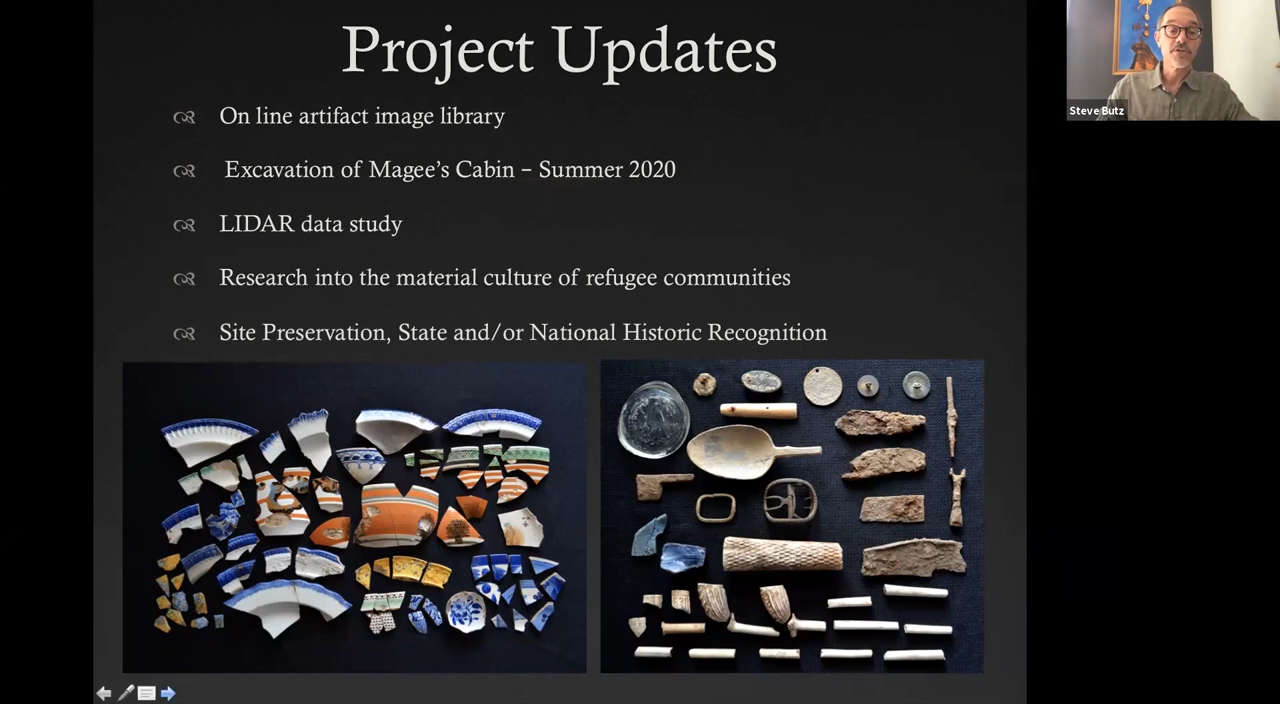 Project Updates
On line artifact image library
Excavation of Magee's Cabin – Summer 2020
LIDAR data study
Research into the material culture of refugee communities
Site Preservation, State and/or National Historic Recognition
Steve Butz